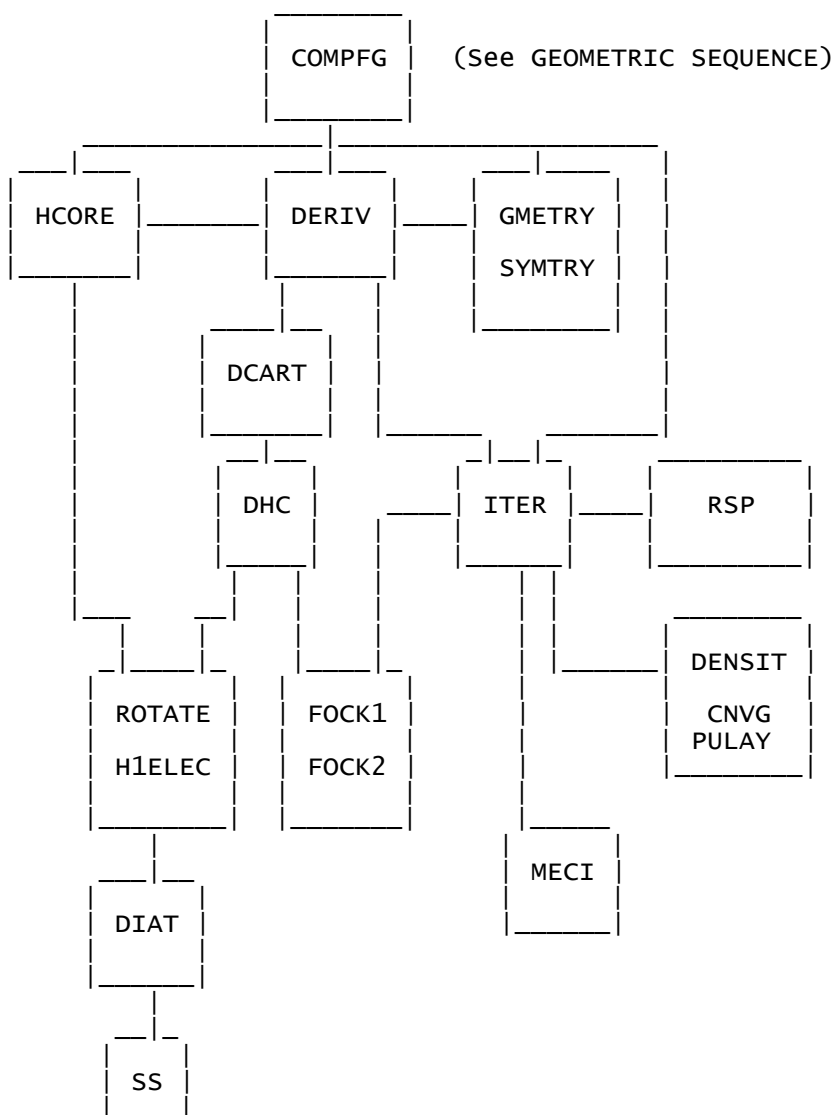 COMPFG (See GEOMETRIC SEQUENCE)
HCORE DERIV GMETRY
SYMTRY
DCART
DHC ITER RSP
DENSIT
ROTATE FOCK1 CNVG
PULAY
H1ELEC FOCK2
MECI
DIAT
SS